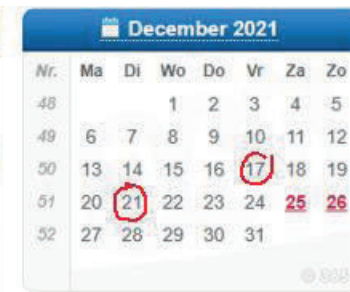 December 2021
Nr. Ma Di Wo Do Vr Za Zo
48 1 2 3 4 5
49 6 7 8 9 10 11 12
50 13 14 15 16 17 18 19
51 20 21 22 23 24 25 26
52 27 28 29 30 31
© 365